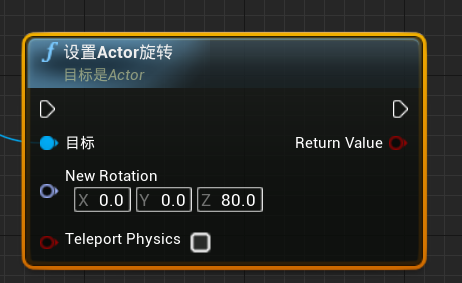 f 设置Actor旋转
目标是Actor
目标
Return Value
New Rotation
X 0.0 Y 0.0 Z 80.0
Teleport Physics